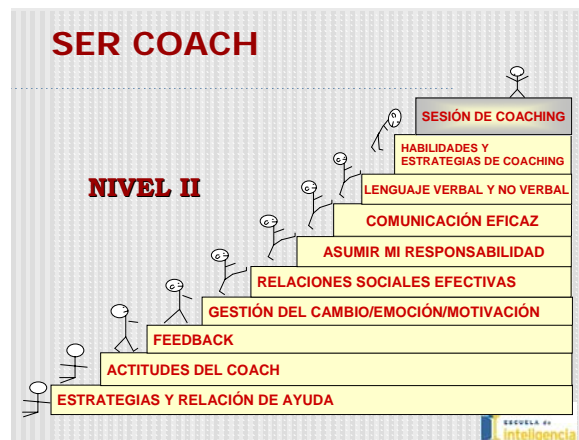 SER COACH
SESIÓN DE COACHING
HABILIDADES Y
ESTRATEGIAS DE COACHING
NIVEL II
LENGUAJE VERBAL Y NO VERBAL
COMUNICACIÓN EFICAZ
ASUMIR MI RESPONSABILIDAD
RELACIONES SOCIALES EFECTIVAS
GESTIÓN DEL CAMBIO/EMOCIÓN/MOTIVACIÓN
FEEDBACK
ACTITUDES DEL COACH
ESTRATEGIAS Y RELACIÓN DE AYUDA
ESCUELA de
inteligencia